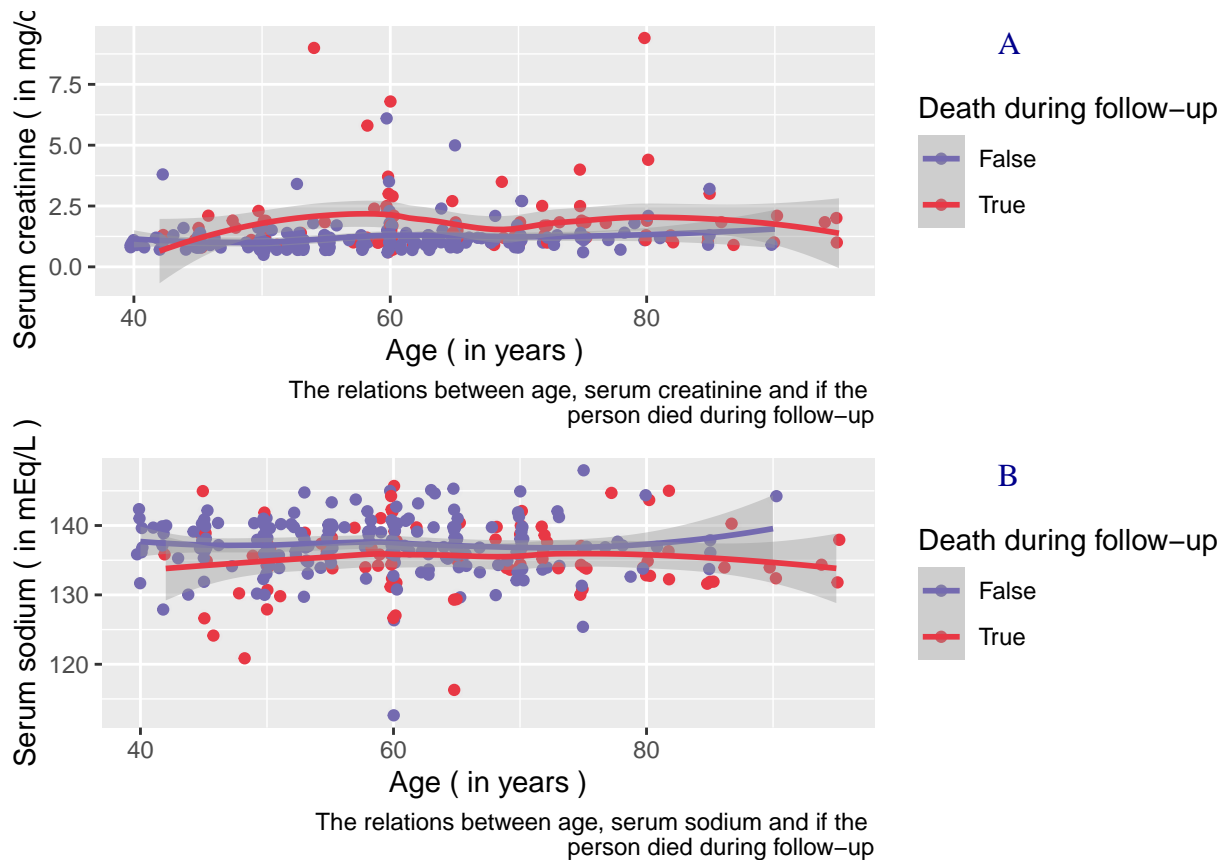 Serum creatinine ( in mg/d
7.5
5.0
2.5
0.0
40
60
80
Age ( in years )
The relations between age, serum creatinine and if the
person died during follow−up
A
Death during follow−up
False
True
Serum sodium ( in mEq/L )
140
130
120
40
60
80
Age ( in years )
The relations between age, serum sodium and if the
person died during follow−up
B
Death during follow−up
False
True